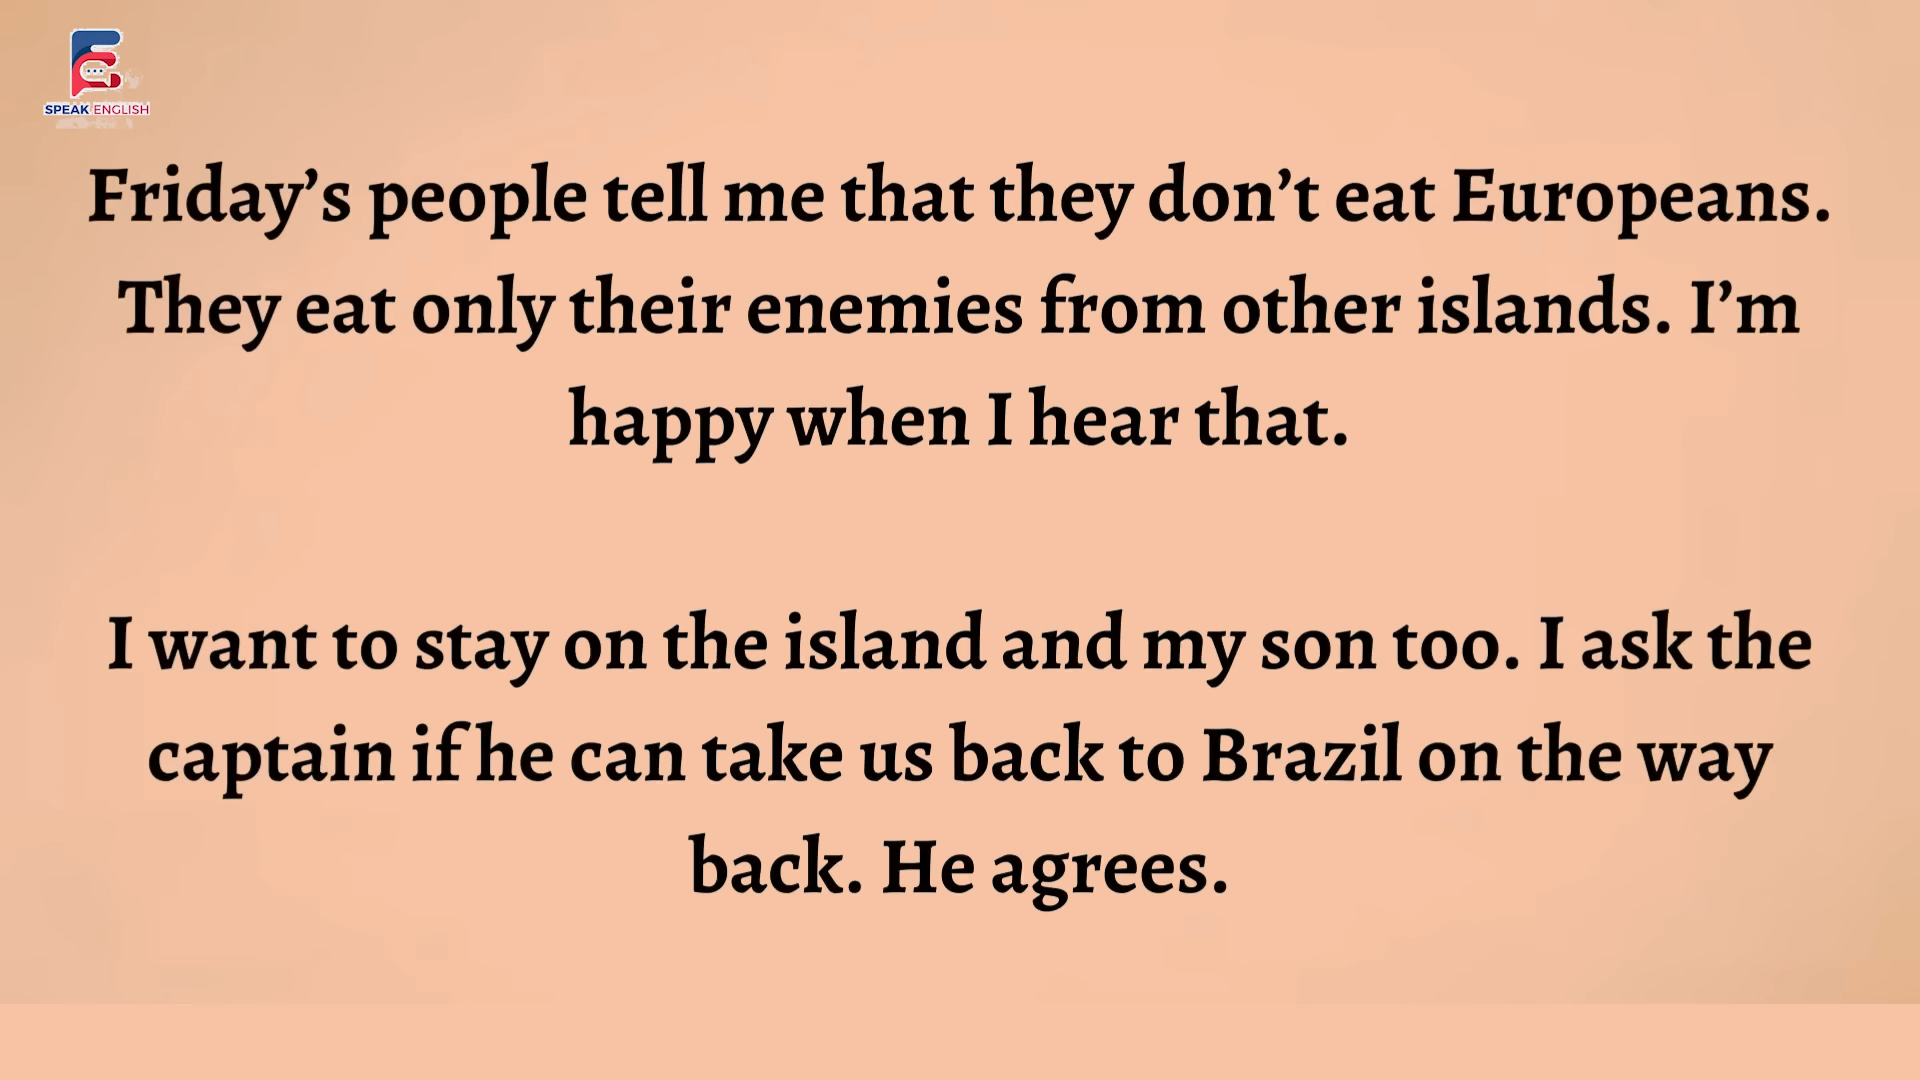 SPEAK ENGLISH
Friday’s people tell me that they don’t eat Europeans.
They eat only their enemies from other islands. I’m
happy when I hear that.
I want to stay on the island and my son too. I ask the
captain if he can take us back to Brazil on the way
back. He agrees.